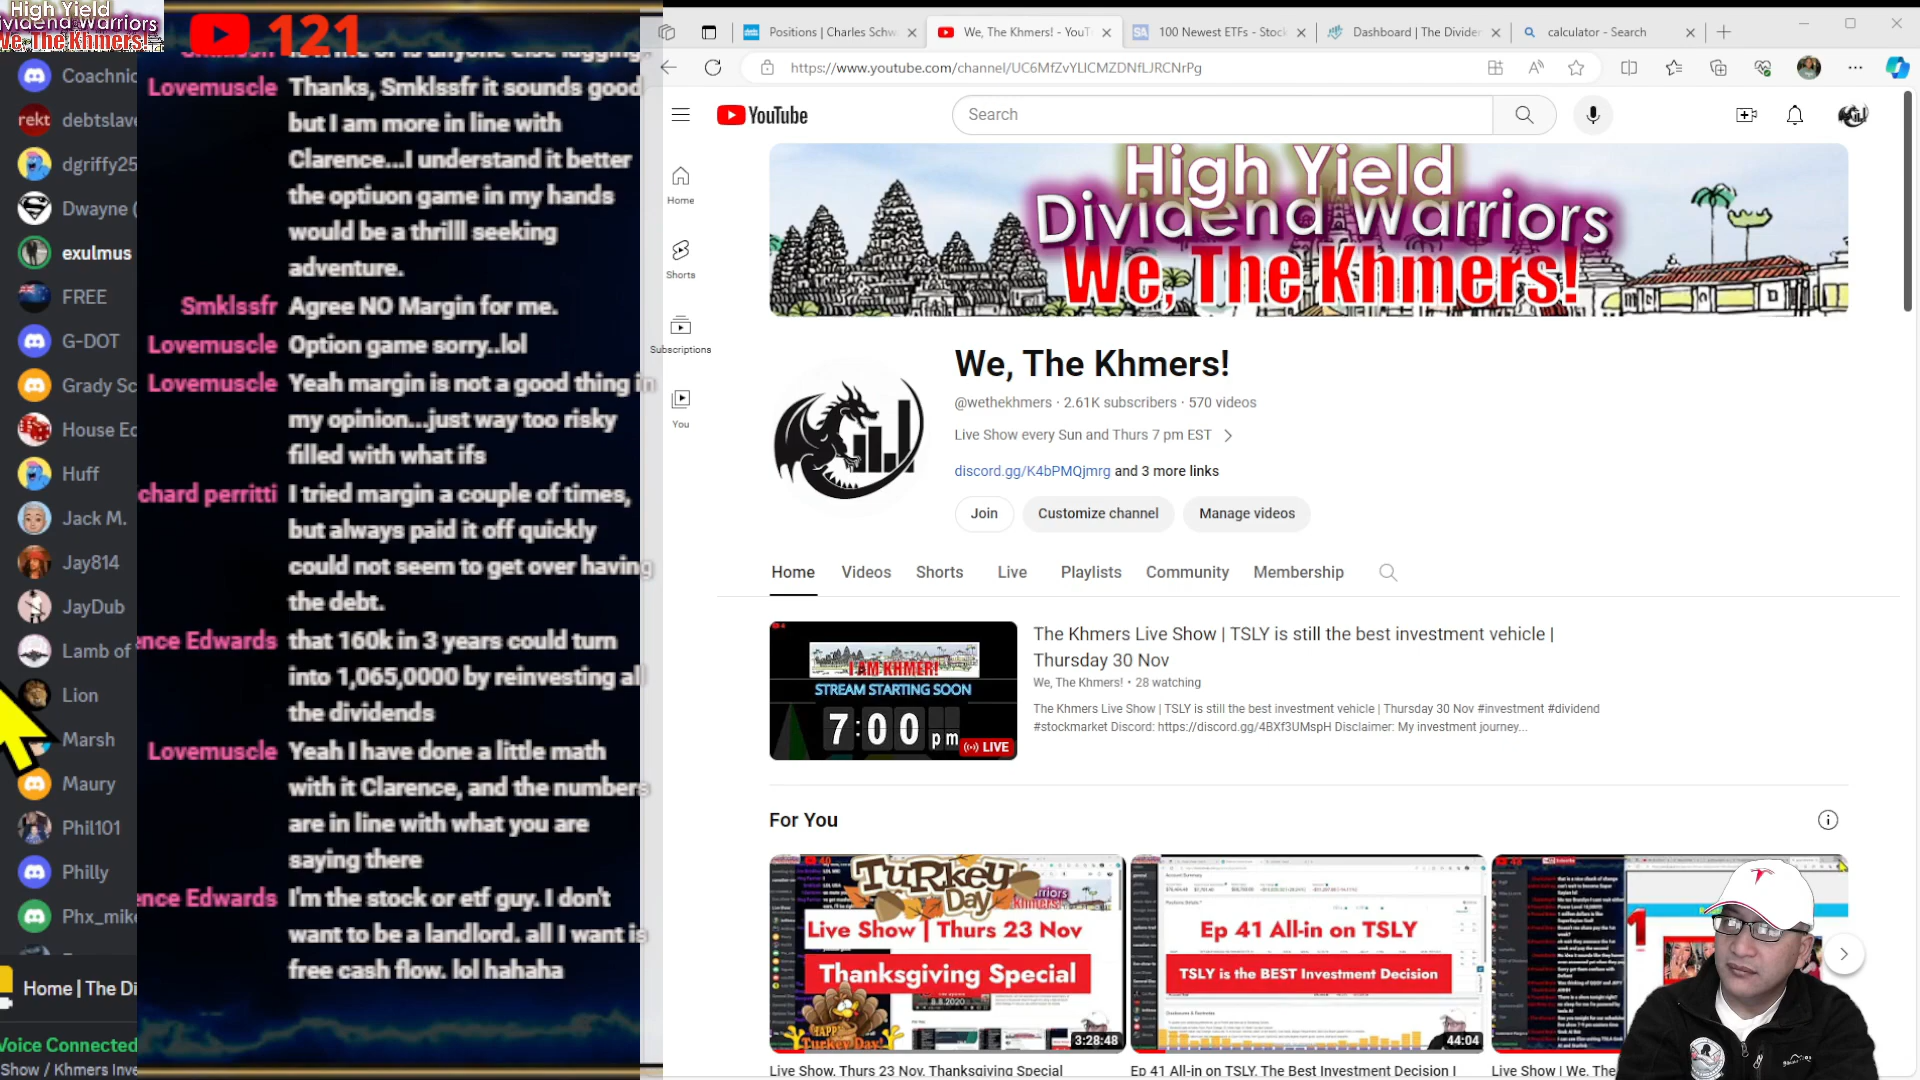 High Yield
Dividend Warriors
We, The Khmers!
121
Coachnic
debtslave
dgriffy25
Dwayne (
exulmus
FREE
G-DOT
Grady Sc
House Ec
Huff
Jack M.
Jay814
JayDub
Lamb of
Lion
Marsh
Maury
Phil101
Philly
Phx_mike
Home | The Di
Voice Connected
Show / Khmers Inve
Lovemuscle Thanks, Smklssfr it sounds good
but I am more in line with
Clarence...I understand it better
the optiuon game in my hands
would be a thrilll seeking
adventure.
Smklssfr Agree NO Margin for me.
Lovemuscle Option game sorry..lol
Lovemuscle Yeah margin is not a good thing in
my opinion...just way too risky
filled with what ifs
chard perritti I tried margin a couple of times,
but always paid it off quickly
could not seem to get over having
the debt.
ence Edwards that 160k in 3 years could turn
into 1,065,0000 by reinvesting all
the dividends
Lovemuscle Yeah I have done a little math
with it Clarence, and the numbers
are in line with what you are
saying there
ence Edwards I'm the stock or etf guy. I don't
want to be a landlord. all I want is
free cash flow. lol hahaha
Positions | Charles Schw
We, The Khmers! - YouT
100 Newest ETFs - Stock
Dashboard | The Divider
calculator - Search
https://www.youtube.com/channel/UC6MfZvYLICMZDNfLJRCNrPg
YouTube
Search
Home
Shorts
Subscriptions
You
High Yield
Dividend Warriors
We, The Khmers!
We, The Khmers!
@wethekhmers · 2.61K subscribers · 570 videos
Live Show every Sun and Thurs 7 pm EST
discord.gg/K4bPMQjmrg and 3 more links
Join
Customize channel
Manage videos
Home
Videos
Shorts
Live
Playlists
Community
Membership
I AM KHMER!
STREAM STARTING SOON
7:00 pm
LIVE
The Khmers Live Show | TSLY is still the best investment vehicle |
Thursday 30 Nov
We, The Khmers! • 28 watching
The Khmers Live Show | TSLY is still the best investment vehicle | Thursday 30 Nov #investment #dividend
#stockmarket Discord: https://discord.gg/4BXf3UMspH Disclaimer: My investment journey...
For You
Turkey
Day
Live Show | Thurs 23 Nov
Thanksgiving Special
HAPPY
Turkey Day!
3:28:48
Ep 41 All-in on TSLY
TSLY is the BEST Investment Decision
44:04
Live Show, Thurs 23 Nov, Thanksgiving Special
Ep 41 All-in on TSLY, The Best Investment Decision |
Live Show | We, The